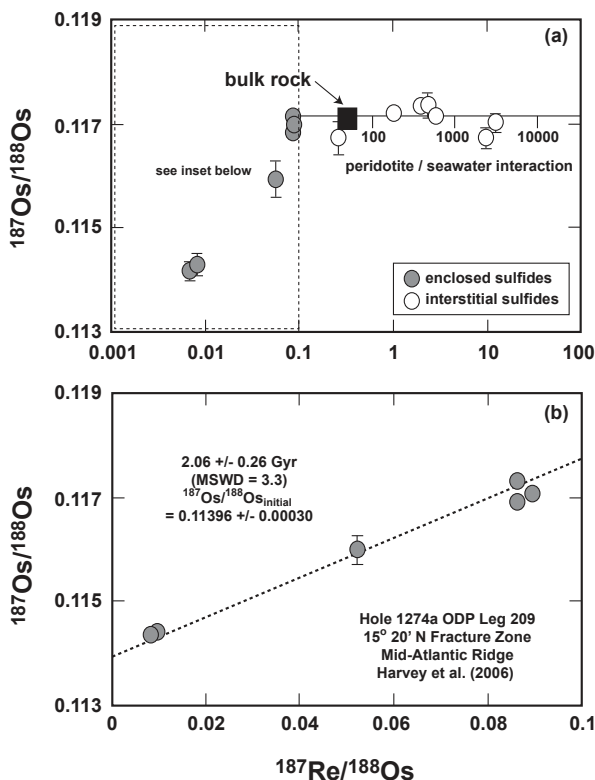 0.119
(a)
bulk rock
0.117
100
1000
10000
peridotite / seawater interaction
see inset below
187Os/188Os
0.115
enclosed sulfides
interstitial sulfides
0.113
0.001
0.01
0.1
1
10
100
0.119
(b)
2.06 +/- 0.26 Gyr
(MSWD = 3.3)
187Os/188Osinitial
= 0.11396 +/- 0.00030
0.117
187Os/188Os
0.115
Hole 1274a ODP Leg 209
15° 20' N Fracture Zone
Mid-Atlantic Ridge
Harvey et al. (2006)
0.113
0
0.02
0.04
0.06
0.08
0.1
187Re/188Os